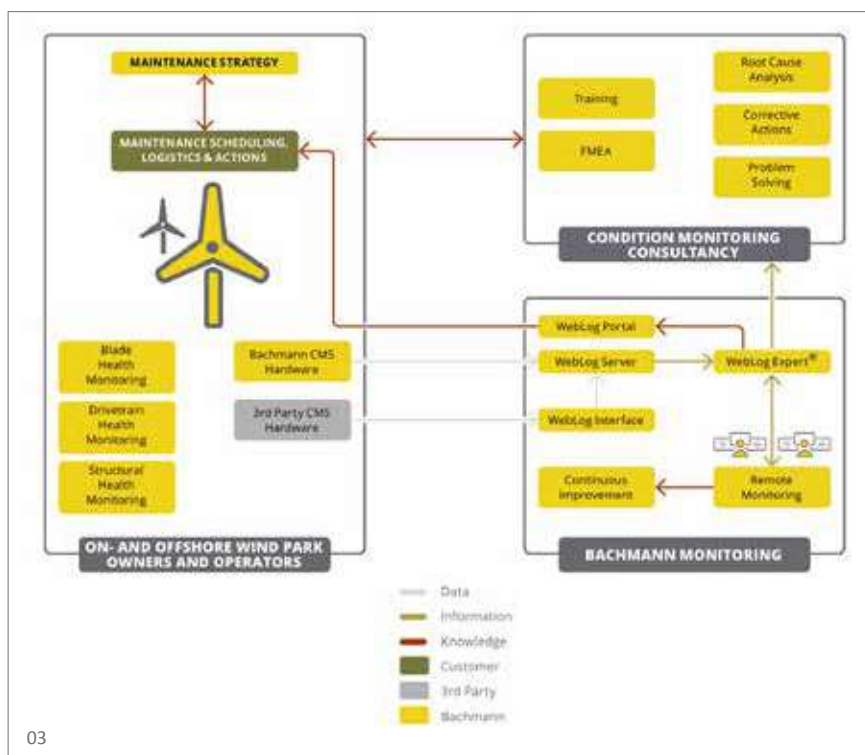 MAINTENANCE STRATEGY
MAINTENANCE SCHEDULING,
LOGISTICS & ACTIONS
Blade
Health
Monitoring
Drivetrain
Health
Monitoring
Structural
Health
Monitoring
Bachmann CMS
Hardware
3rd Party CMS
Hardware
ON- AND OFFSHORE WIND PARK
OWNERS AND OPERATORS
Training
FMEA
Root Cause
Analysis
Corrective
Actions
Problem
Solving
CONDITION MONITORING
CONSULTANCY
WebLog Portal
WebLog Server
WebLog Expert®
WebLog Interface
Continuous
Improvement
Remote
Monitoring
BACHMANN MONITORING
Data
Information
Knowledge
Customer
3rd Party
Bachmann
03